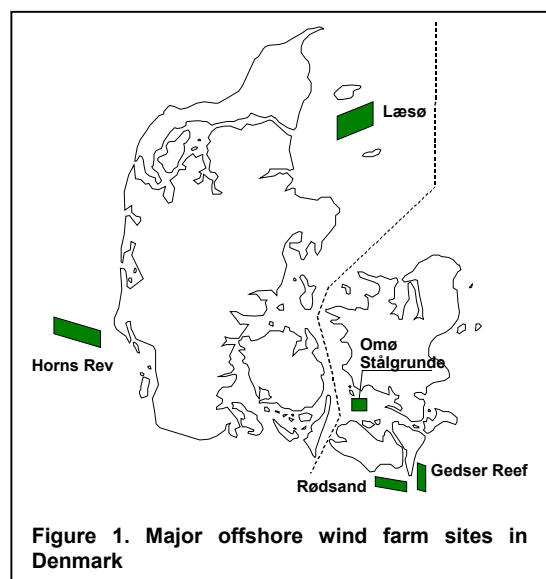 Læsø
Horns Rev
Omø
Stålgrunde
Gedser Reef
Rødsand
Figure 1. Major offshore wind farm sites in
Denmark